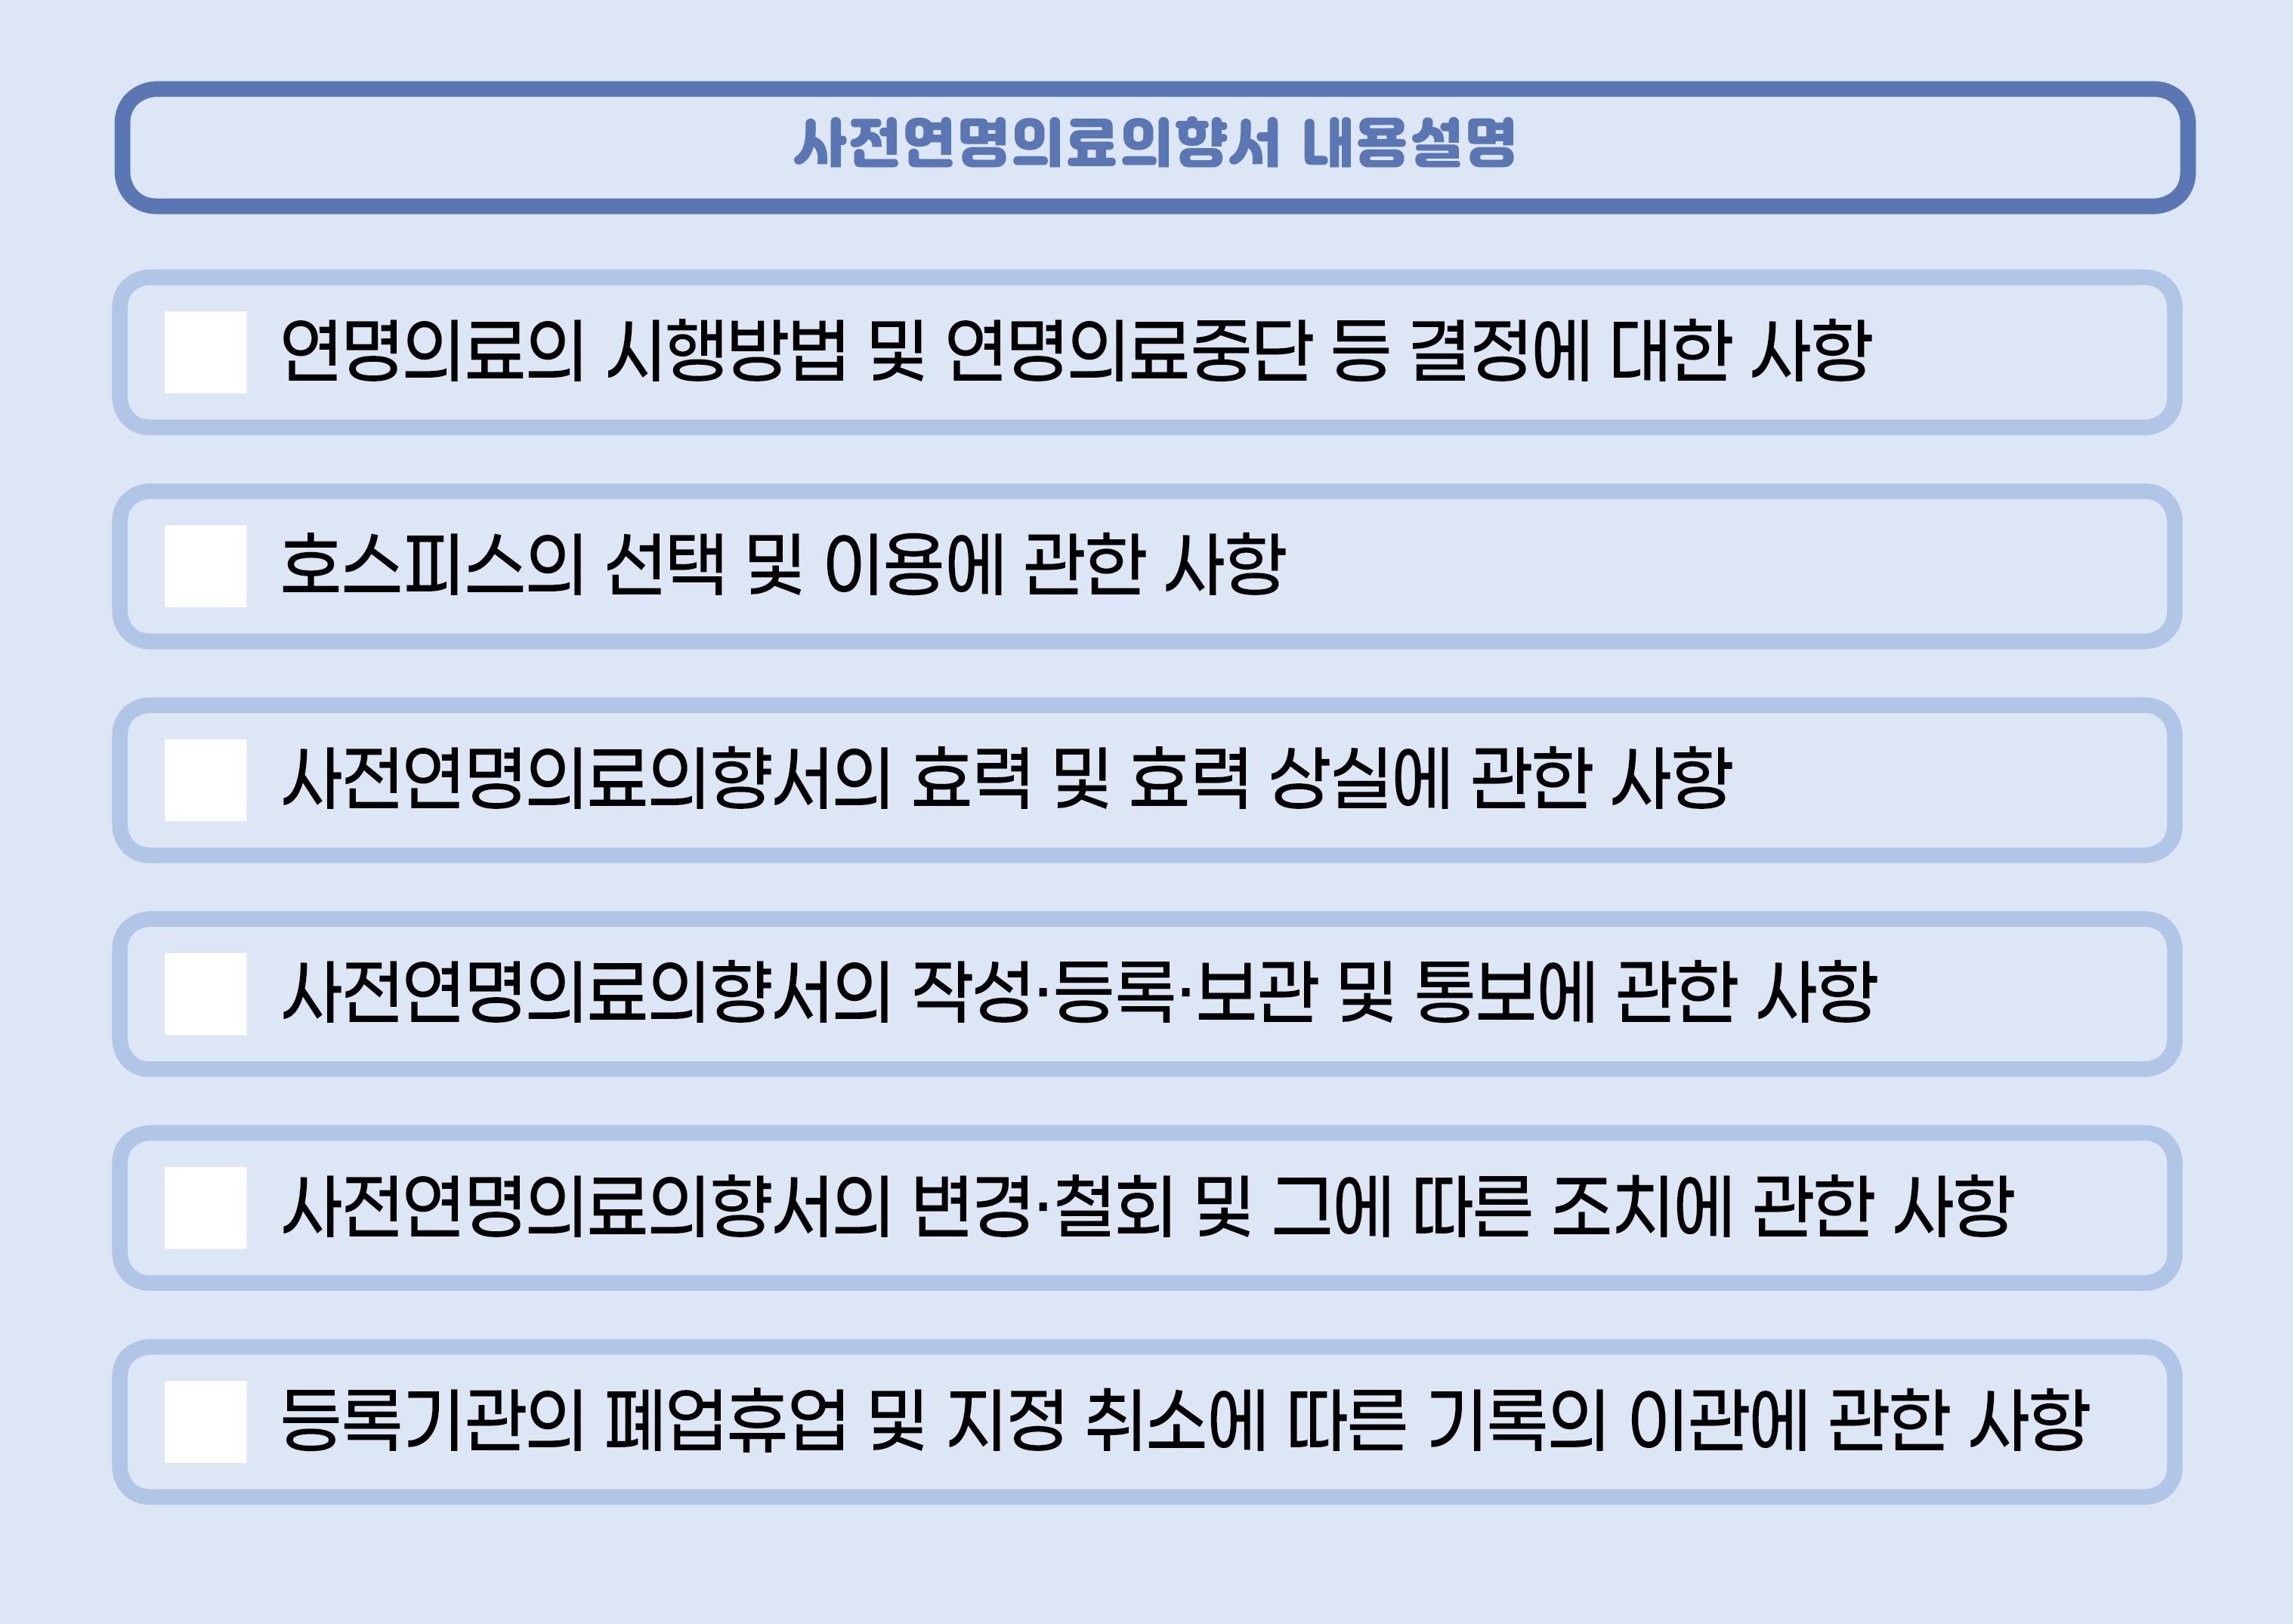 사전연명의료의향서 내용설명
연명의료의 시행방법 및 연명의료중단 등 결정에 대한 사항
호스피스의 선택 및 이용에 관한 사항
사전연명의료의향서의 효력 및 효력 상실에 관한 사항
사전연명의료의향서의 작성·등록·보관 및 통보에 관한 사항
사전연명의료의향서의 변경·철회 및 그에 따른 조치에 관한 사항
등록기관의 폐업휴업 및 지정 취소에 따른 기록의 이관에 관한 사항